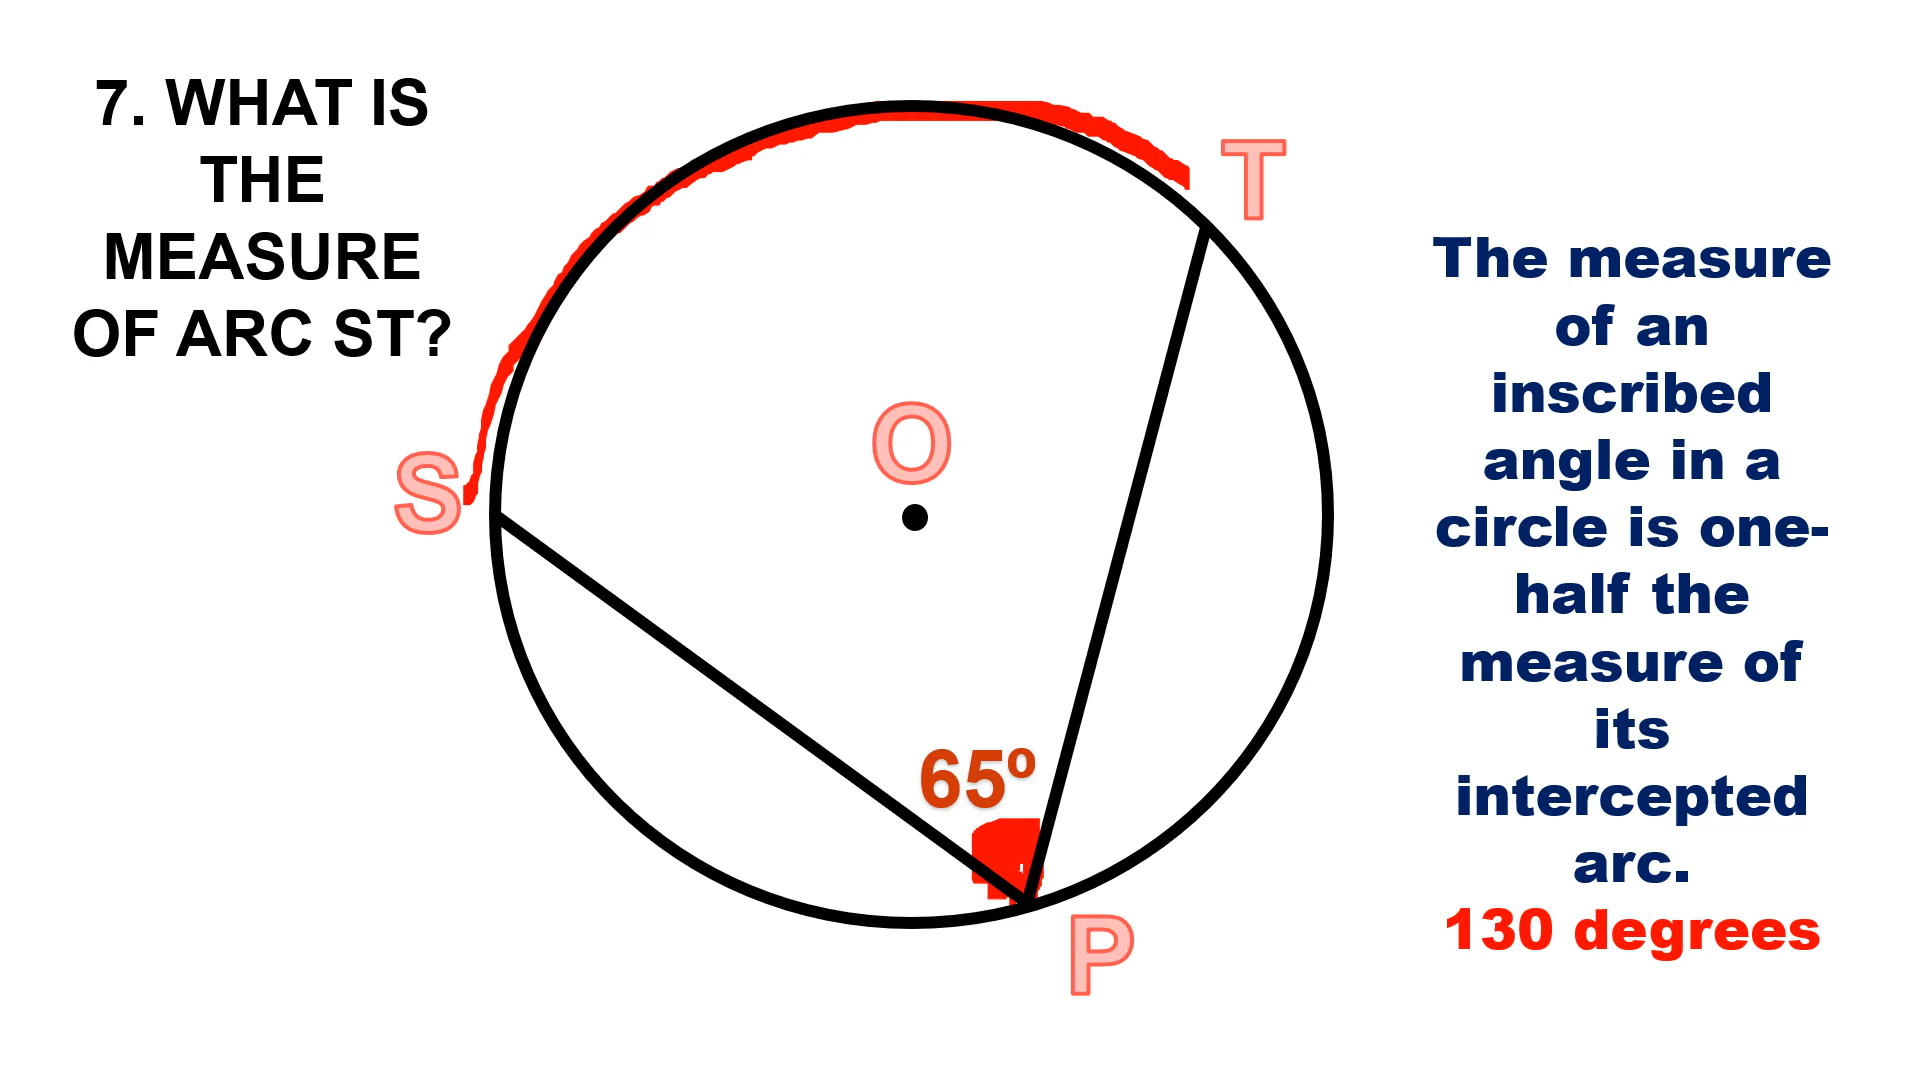 7. WHAT IS
THE
MEASURE
OF ARC ST?
T
S
O
65º
P
The measure
of an
inscribed
angle in a
circle is one-
half the
measure of
its
intercepted
arc.
130 degrees